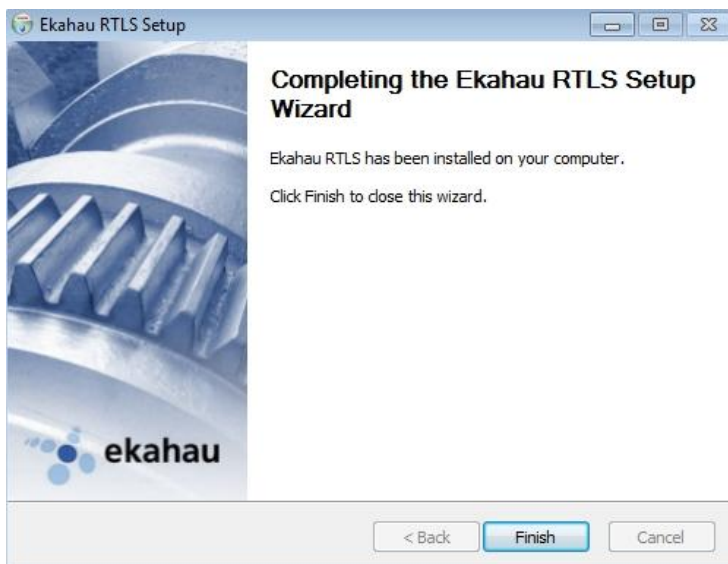 Ekahau RTLS Setup
Completing the Ekahau RTLS Setup
Wizard
Ekahau RTLS has been installed on your computer.
Click Finish to close this wizard.
ekahau
< Back
Finish
Cancel